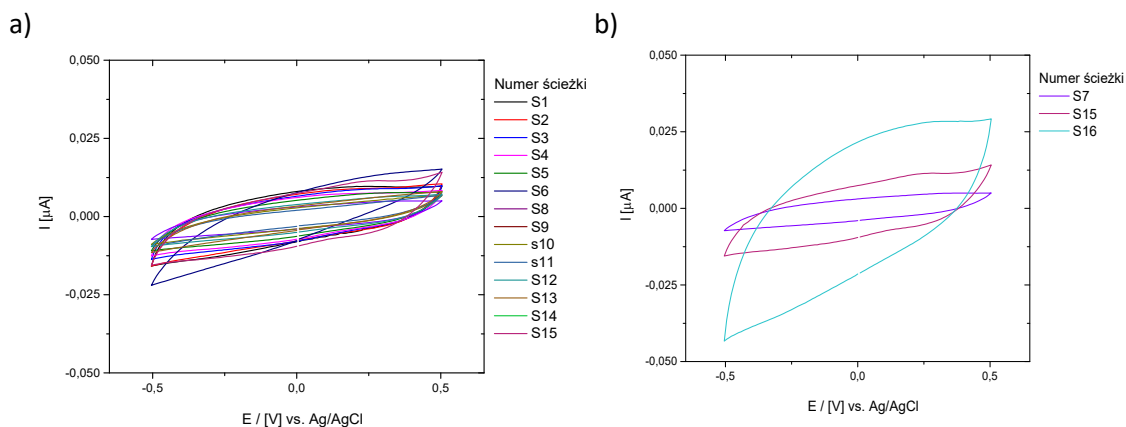 a)
0,050
0,025
0,000
-0,025
-0,050
I [µA]
-0,5
0,0
0,5
E / [V] vs. Ag/AgCl
Numer ścieżki
S1
S2
S3
S4
S5
S6
S8
S9
s10
s11
S12
S13
S14
S15
b)
0,050
0,025
0,000
-0,025
-0,050
I [µA]
-0,5
0,0
0,5
E / [V] vs. Ag/AgCl
Numer ścieżki
S7
S15
S16